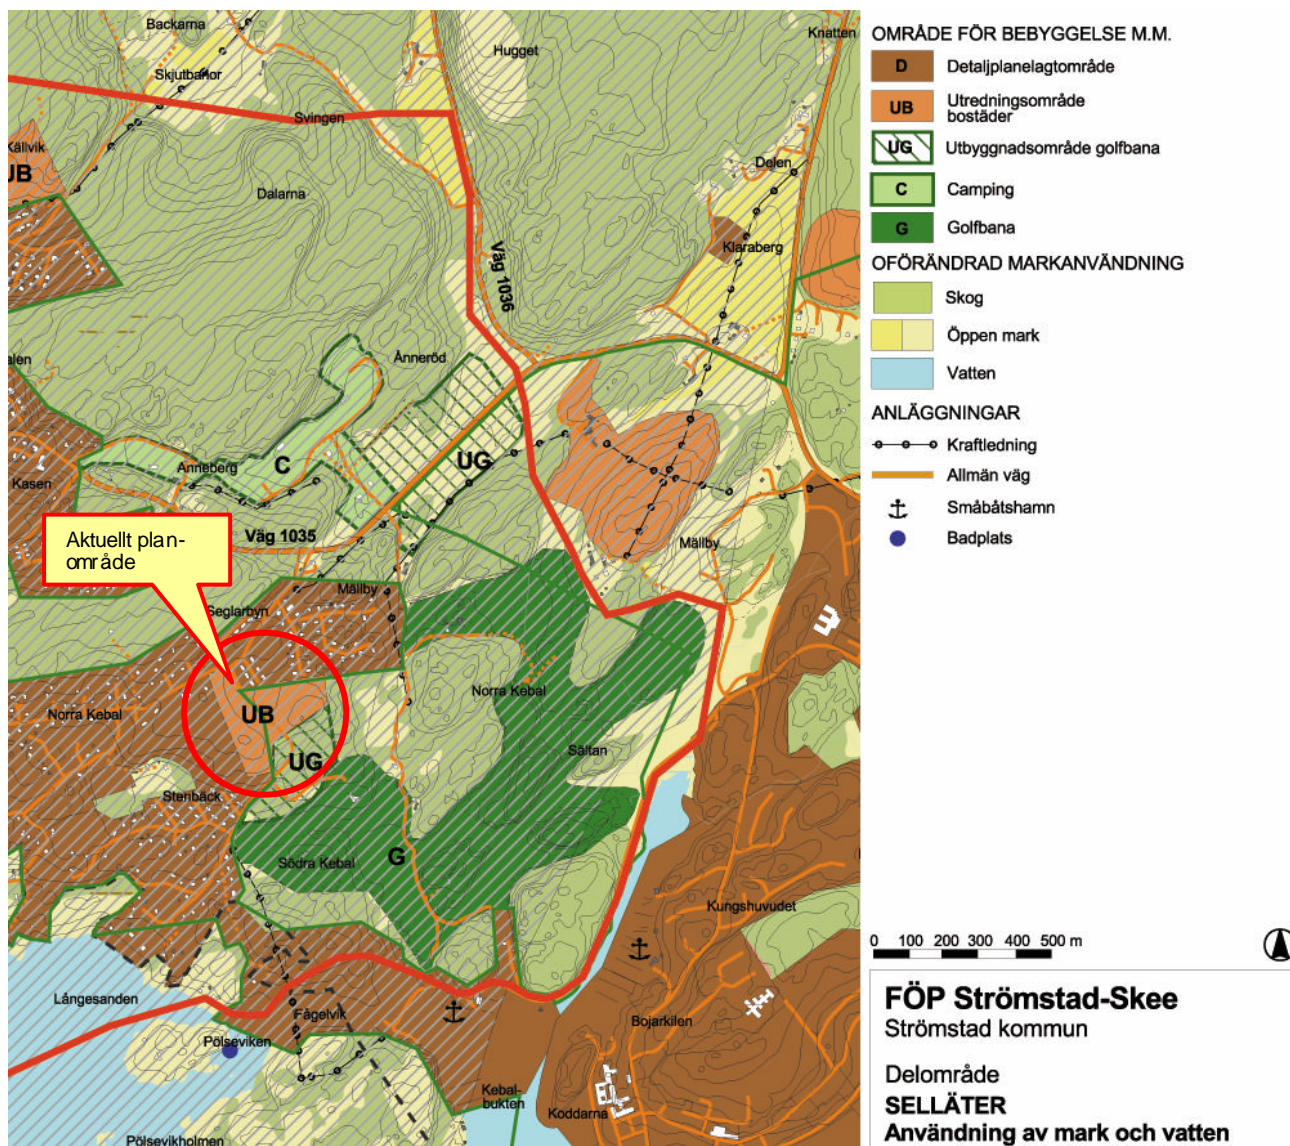 Backarna
Hugget
Knatten
Skjutbanor
Svingen
Källvik
UB
Delen
Dalarna
Klaraberg
Väg 1036
alen
Ånneröd
UG
C
Anneberg
Kasen
Väg 1035
Mällby
Aktuellt plan-
område
Mällby
Seglarbyn
Norra Kebal
Norra Kebal
UB
Sältan
UG
Stenbäck
Södra Kebal
G
Kungshuvudet
Långesanden
Fågelvik
Bojarkilen
Pölseviken
Kebal-
bukten
Koddarna
Pölsevikholmen
OMRÅDE FÖR BEBYGGELSE M.M.
D Detaljplanelagtområde
UB Utredningsområde
bostäder
UG Utbyggnadsområde golfbana
C Camping
G Golfbana
OFÖRÄNDRAD MARKANVÄNDNING
Skog
Öppen mark
Vatten
ANLÄGGNINGAR
Kraftledning
Allmän väg
Småbåtshamn
Badplats
0 100 200 300 400 500 m
FÖP Strömstad-Skee
Strömstad kommun
Delområde
SELLÄTER
Användning av mark och vatten